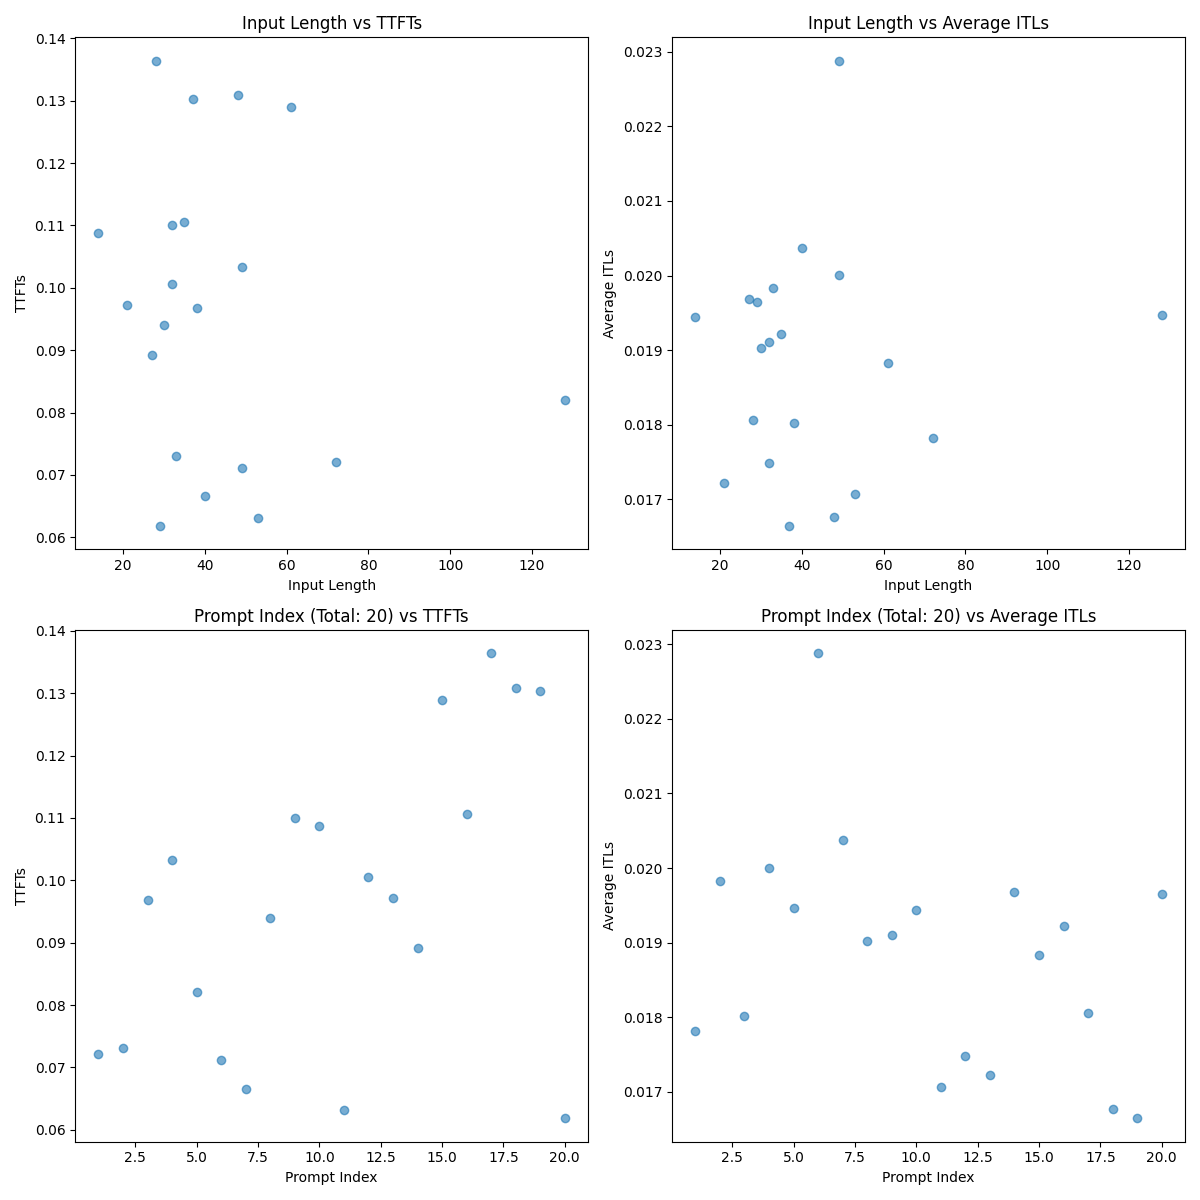 Input Length vs TTFTs
0.14
0.13
0.12
0.11
0.10
0.09
0.08
0.07
0.06
TTFTs
20 40 60 80 100 120
Input Length
Input Length vs Average ITLs
0.023
0.022
0.021
0.020
0.019
0.018
0.017
Average ITLs
20 40 60 80 100 120
Input Length
Prompt Index (Total: 20) vs TTFTs
0.14
0.13
0.12
0.11
0.10
0.09
0.08
0.07
0.06
TTFTs
2.5 5.0 7.5 10.0 12.5 15.0 17.5 20.0
Prompt Index
Prompt Index (Total: 20) vs Average ITLs
0.023
0.022
0.021
0.020
0.019
0.018
0.017
Average ITLs
2.5 5.0 7.5 10.0 12.5 15.0 17.5 20.0
Prompt Index